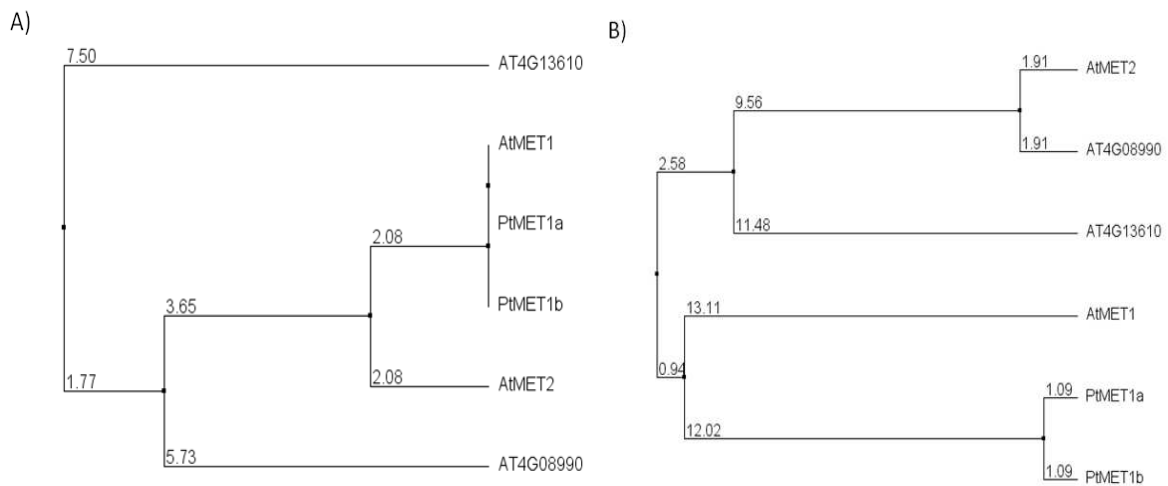 A)
7.50
AT4G13610
AtMET1
PtMET1a
2.08
PtMET1b
3.65
AtMET2
2.08
1.77
AT4G08990
5.73
B)
1.91
AtMET2
9.56
1.91
AT4G08990
2.58
11.48
AT4G13610
13.11
AtMET1
0.94
1.09
PtMET1a
12.02
1.09
PtMET1b